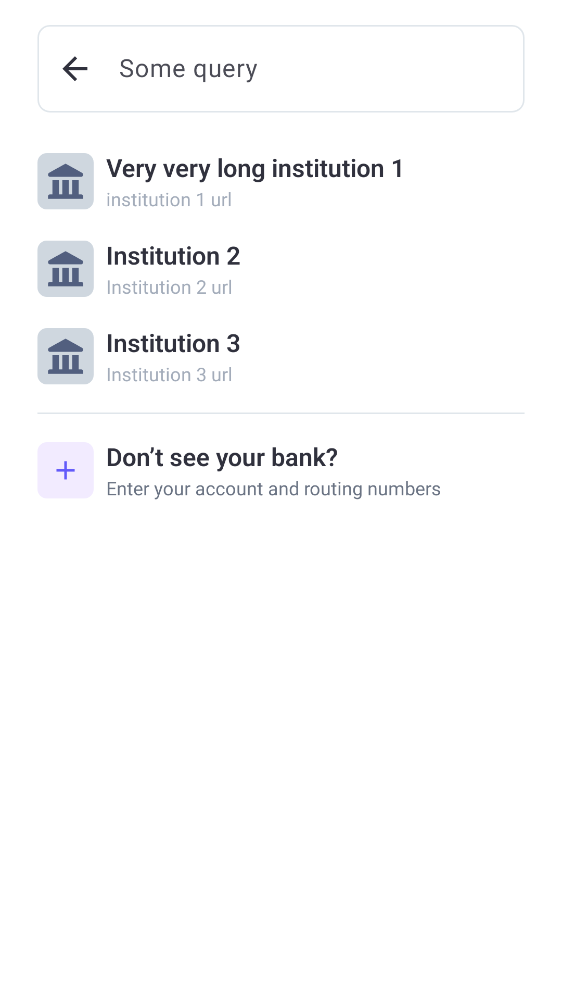 Some query
Very very long institution 1
institution 1 url
Institution 2
Institution 2 url
Institution 3
Institution 3 url
Don’t see your bank?
Enter your account and routing numbers